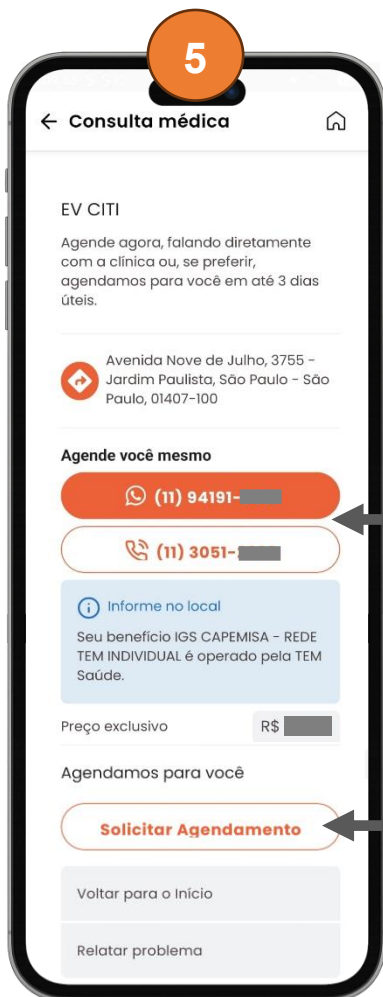 5
← Consulta médica
EV CITI
Agende agora, falando diretamente
com a clínica ou, se preferir,
agendamos para você em até 3 dias
úteis.
Avenida Nove de Julho, 3755 -
Jardim Paulista, São Paulo - São
Paulo, 01407-100
Agende você mesmo
(11) 94191-
(11) 3051-
Informe no local
Seu benefício IGS CAPEMISA - REDE
TEM INDIVIDUAL é operado pela TEM
Saúde.
Preço exclusivo R$
Agendamos para você
Solicitar Agendamento
Voltar para o Início
Relatar problema